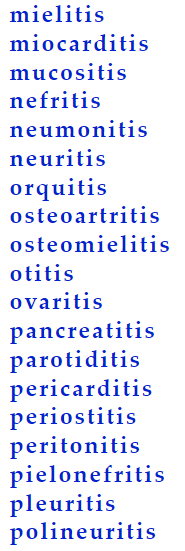 mielitis
miocarditis
mucositis
nefritis
neumonitis
neuritis
orquitis
osteoartritis
osteomielitis
otitis
ovaritis
pancreatitis
parotiditis
pericarditis
periostitis
peritonitis
pielonefritis
pleuritis
polineuritis